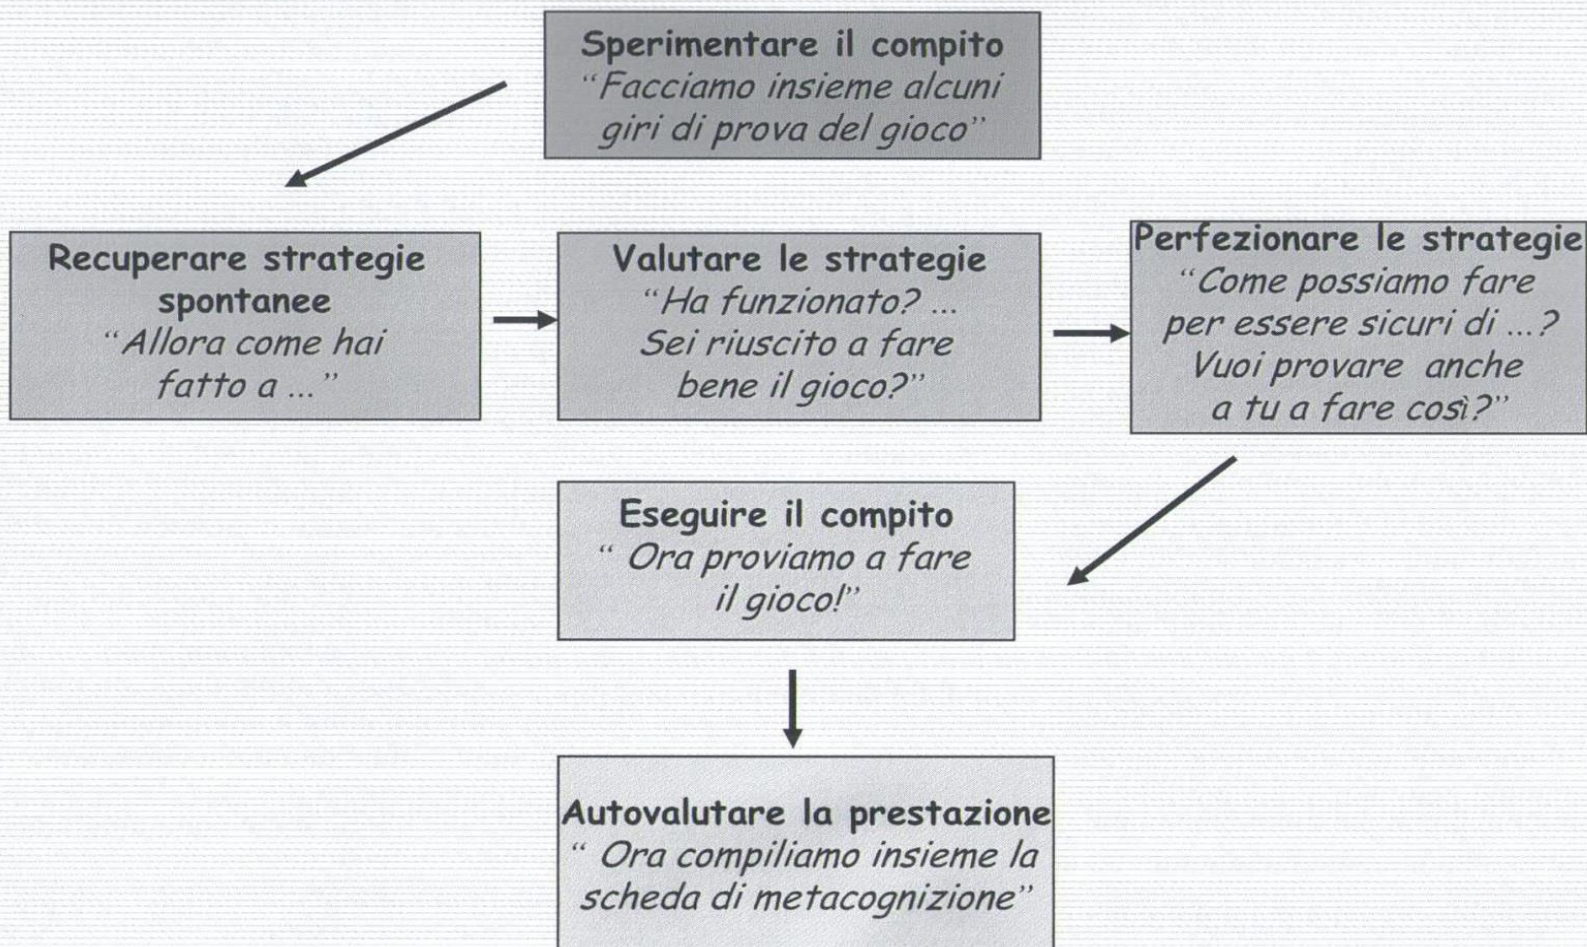 Sperimentare il compito
“Facciamo insieme alcuni
giri di prova del gioco”
Recuperare strategie
spontanee
“Allora come hai
fatto a ...”
Valutare le strategie
“Ha funzionato? ...
Sei riuscito a fare
bene il gioco?”
Perfezionare le strategie
“Come possiamo fare
per essere sicuri di ...?
Vuoi provare anche
a tu a fare così?”
Eseguire il compito
“ Ora proviamo a fare
il gioco!”
Autovalutare la prestazione
“ Ora compiliamo insieme la
scheda di metacognizione”